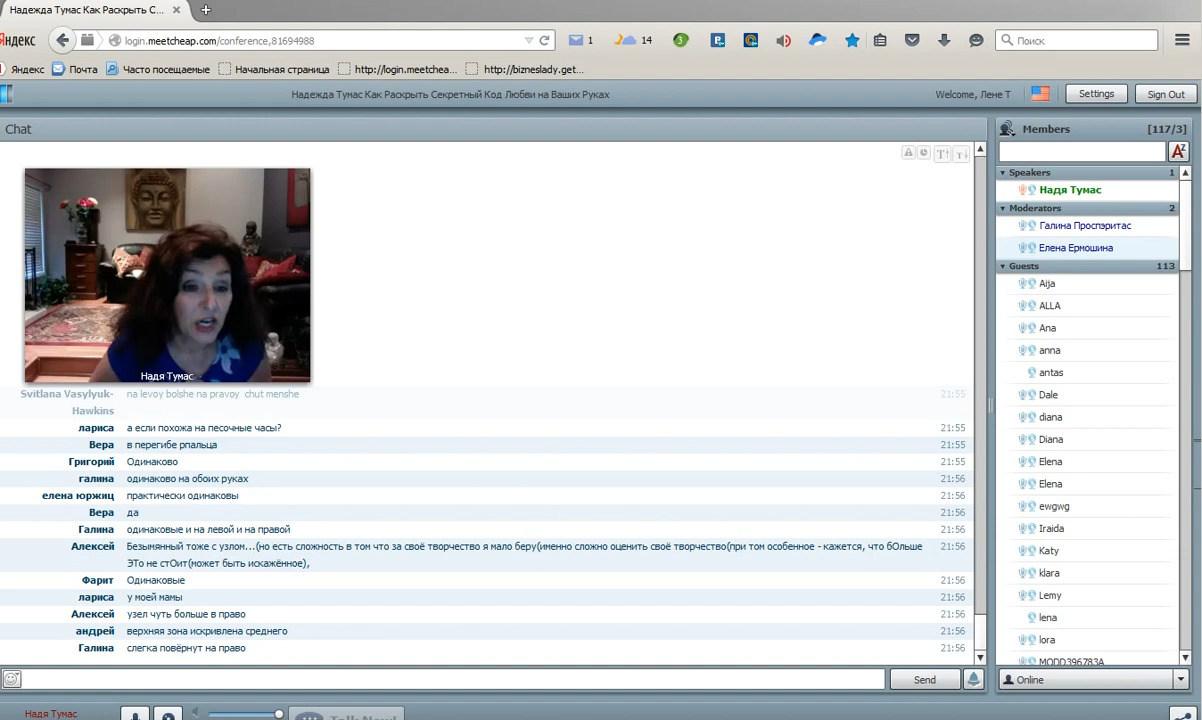 Надежда Тумас Как Раскрыть С...
Яндекс
login.meetcheap.com/conference,81694988
1
14
3
Поиск
Яндекс
Почта
Часто посещаемые
Начальная страница
http://login.meetchea...
http://bizneslady.get...
Надежда Тумас Как Раскрыть Секретный Код Любви на Ваших Руках
Welcome, Лене Т
Settings
Sign Out
Chat
Надя Тумас
Svitlana Vasylyuk-Hawkins na levoy bolshe na pravoy chut menshe 21:55
лариса а если похожа на песочные часы? 21:55
Вера в перегибе рпальца 21:55
Григорий Одинаково 21:55
галина одинаково на обоих руках 21:56
елена юржиц практически одинаковы 21:56
Вера да 21:56
Галина одинаковые и на левой и на правой 21:56
Алексей Безымянный тоже с узлом...(но есть сложность в том что за своё творчество я мало беру(именно сложно оценить своё творчество(при том особенное - кажется, что бОльше 21:56
ЭТо не стОит(может быть искажённое),
Фарит Одинаковые 21:56
лариса у моей мамы 21:56
Алексей узел чуть больше в право 21:56
андрей верхняя зона искривлена среднего 21:56
Галина слегка повёрнут на право 21:56
Send
Надя Тумас
Talk Now!
Members [117/3]
Speakers 1
Надя Тумас
Moderators 2
Галина Проспэритас
Елена Ермошина
Guests 113
Aija
ALLA
Ana
anna
antas
Dale
diana
Diana
Elena
Elena
ewgwg
Iraida
Katy
klara
Lemy
lena
lora
MODD396783A
Online